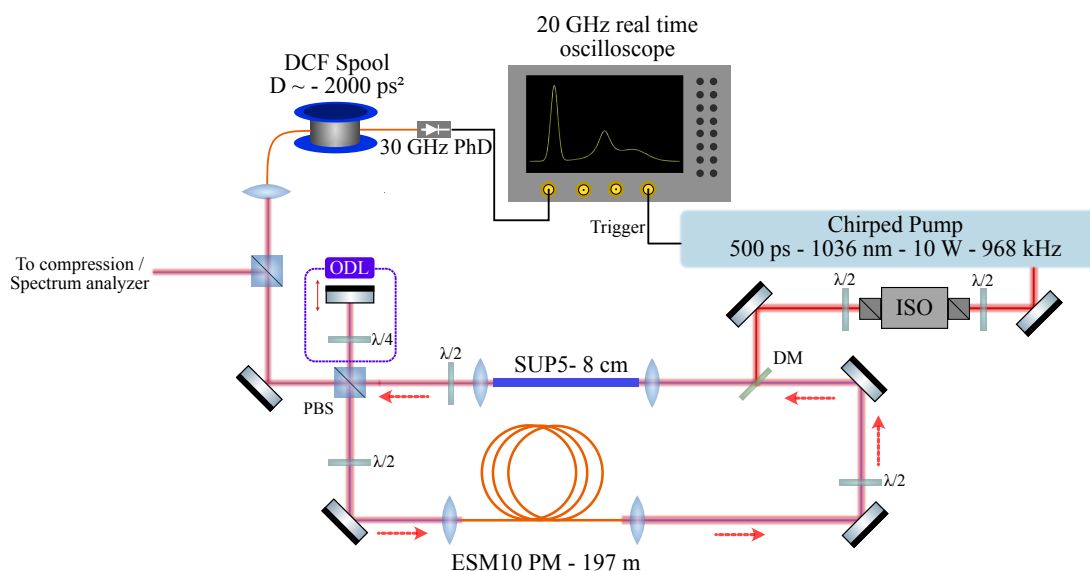 20 GHz real time
oscilloscope
DCF Spool
D ~ - 2000 ps²
30 GHz PhD
Trigger
Chirped Pump
500 ps - 1036 nm - 10 W - 968 kHz
To compression /
Spectrum analyzer
ODL
λ/4
λ/2
ISO
λ/2
λ/2
SUP5- 8 cm
DM
PBS
λ/2
λ/2
ESM10 PM - 197 m